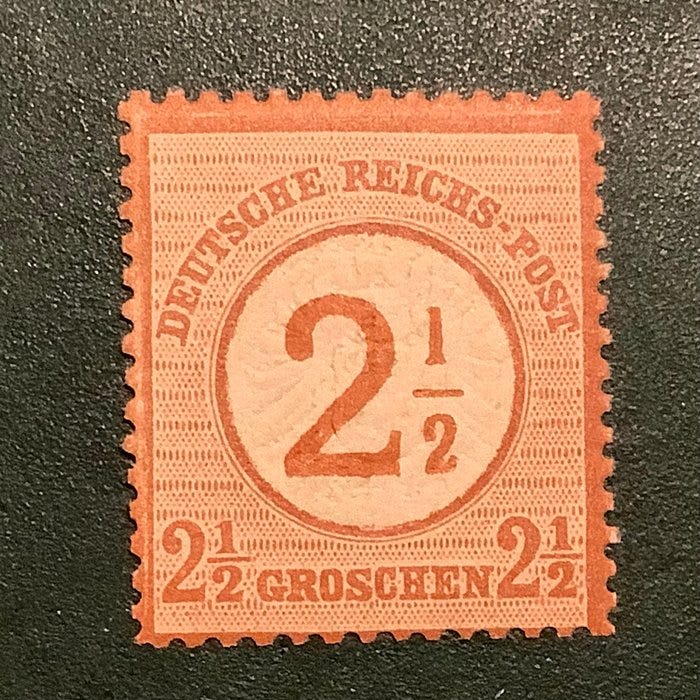 DEUTSCHE REICHS-POST
2 1/2
2 1/2 GROSCHEN 2 1/2